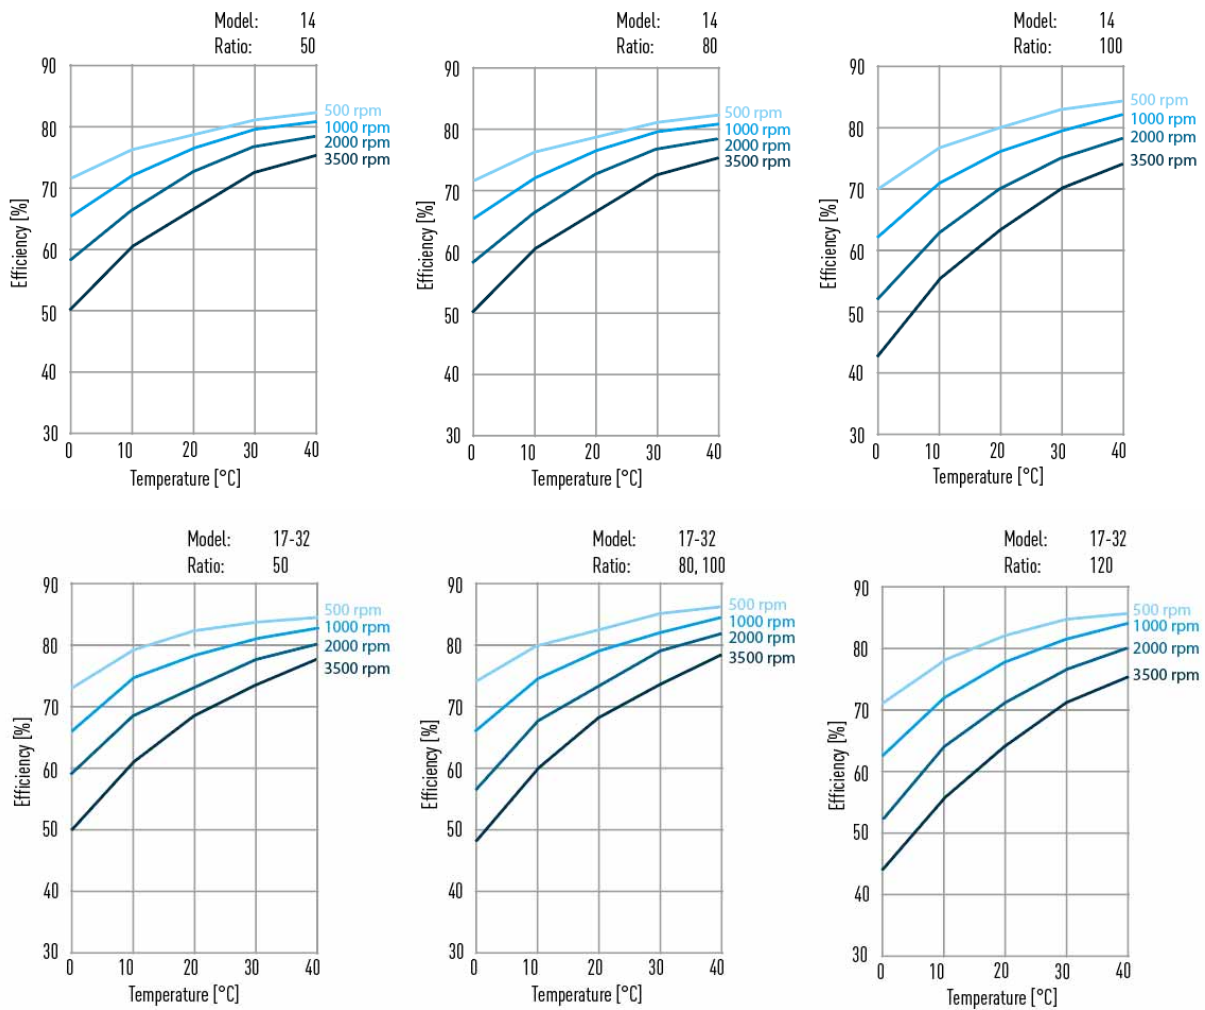 Model: 14
Ratio: 50
90
80
70
60
50
40
30
0 10 20 30 40
Efficiency [%]
Temperature [°C]
500 rpm
1000 rpm
2000 rpm
3500 rpm
Model: 14
Ratio: 80
90
80
70
60
50
40
30
0 10 20 30 40
Efficiency [%]
Temperature [°C]
500 rpm
1000 rpm
2000 rpm
3500 rpm
Model: 14
Ratio: 100
90
80
70
60
50
40
30
0 10 20 30 40
Efficiency [%]
Temperature [°C]
500 rpm
1000 rpm
2000 rpm
3500 rpm
Model: 17-32
Ratio: 50
90
80
70
60
50
40
30
0 10 20 30 40
Efficiency [%]
Temperature [°C]
500 rpm
1000 rpm
2000 rpm
3500 rpm
Model: 17-32
Ratio: 80, 100
90
80
70
60
50
40
30
0 10 20 30 40
Efficiency [%]
Temperature [°C]
500 rpm
1000 rpm
2000 rpm
3500 rpm
Model: 17-32
Ratio: 120
90
80
70
60
50
40
30
0 10 20 30 40
Efficiency [%]
Temperature [°C]
500 rpm
1000 rpm
2000 rpm
3500 rpm